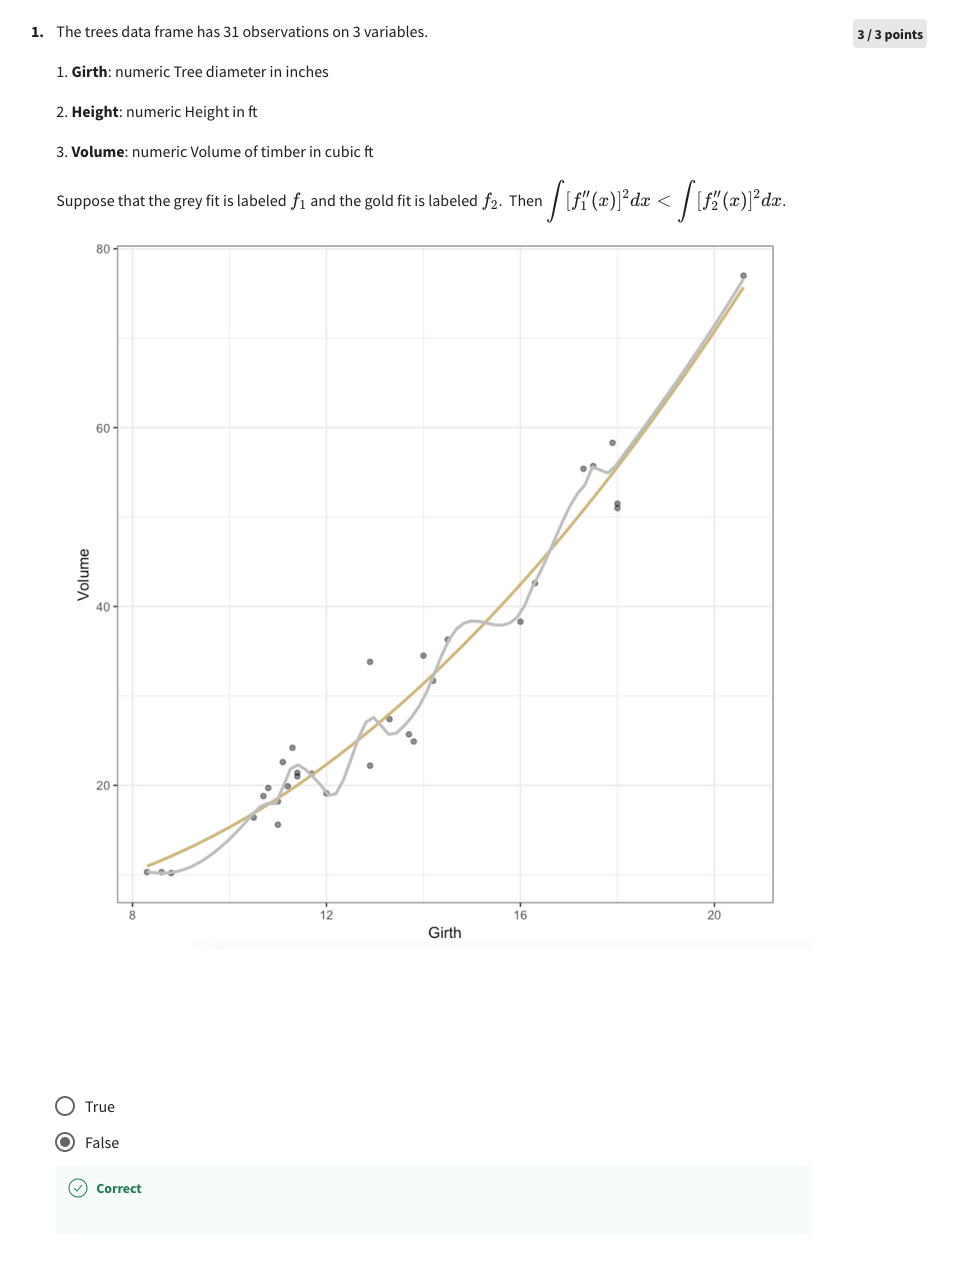 1. The trees data frame has 31 observations on 3 variables.
3 / 3 points
1. Girth: numeric Tree diameter in inches
2. Height: numeric Height in ft
3. Volume: numeric Volume of timber in cubic ft
Suppose that the grey fit is labeled f₁ and the gold fit is labeled f₂. Then ∫[f₁″(x)]²dx < ∫[f₂″(x)]²dx.
80
60
40
20
Volume
8 12 16 20
Girth
True
False
Correct